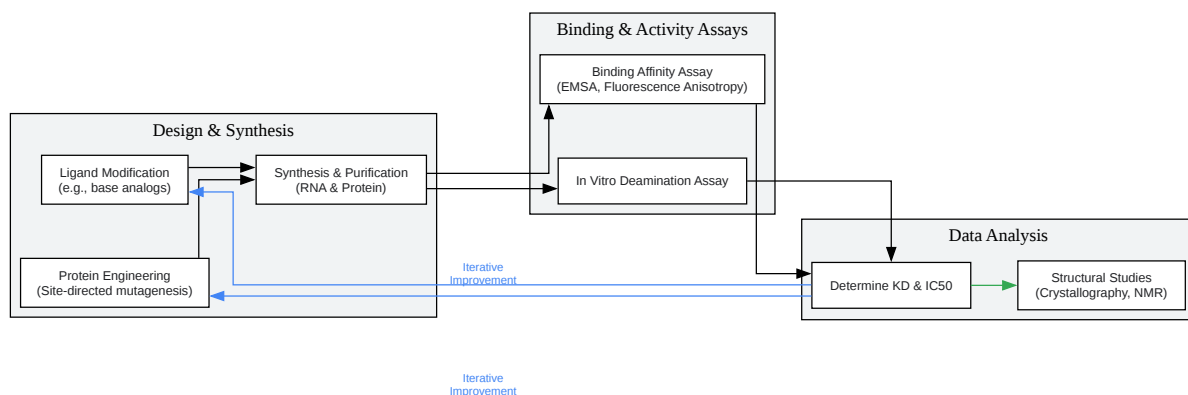 Binding & Activity Assays
Binding Affinity Assay
(EMSA, Fluorescence Anisotropy)
In Vitro Deamination Assay
Design & Synthesis
Ligand Modification
(e.g., base analogs)
Synthesis & Purification
(RNA & Protein)
Protein Engineering
(Site-directed mutagenesis)
Iterative
Improvement
Data Analysis
Determine KD & IC50
Structural Studies
(Crystallography, NMR)
Iterative
Improvement